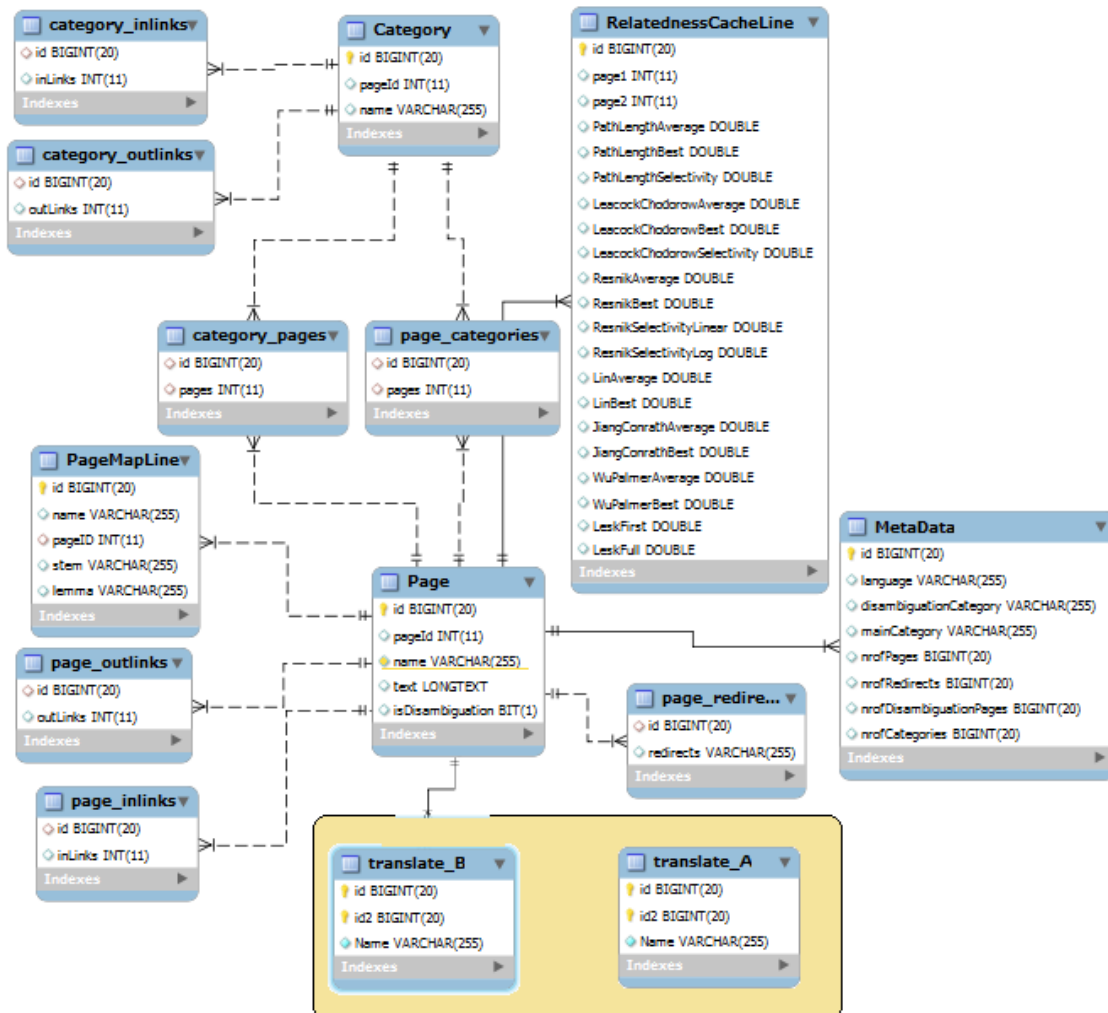 category_inlinks
id BIGINT(20)
inLinks INT(11)
Indexes
Category
id BIGINT(20)
pageId INT(11)
name VARCHAR(255)
Indexes
RelatednessCacheLine
id BIGINT(20)
page1 INT(11)
page2 INT(11)
PathLengthAverage DOUBLE
PathLengthBest DOUBLE
PathLengthSelectivity DOUBLE
LeacockChodorowAverage DOUBLE
LeacockChodorowBest DOUBLE
LeacockChodorowSelectivity DOUBLE
ResnikAverage DOUBLE
ResnikBest DOUBLE
ResnikSelectivityLinear DOUBLE
ResnikSelectivityLog DOUBLE
LinAverage DOUBLE
LinBest DOUBLE
JiangConrathAverage DOUBLE
JiangConrathBest DOUBLE
WuPalmerAverage DOUBLE
WuPalmerBest DOUBLE
LeskFirst DOUBLE
LeskFull DOUBLE
Indexes
category_outlinks
id BIGINT(20)
outLinks INT(11)
Indexes
category_pages
id BIGINT(20)
pages INT(11)
Indexes
page_categories
id BIGINT(20)
pages INT(11)
Indexes
PageMapLine
id BIGINT(20)
name VARCHAR(255)
pageID INT(11)
stem VARCHAR(255)
lemma VARCHAR(255)
Indexes
Page
id BIGINT(20)
pageId INT(11)
name VARCHAR(255)
text LONGTEXT
isDisambiguation BIT(1)
Indexes
MetaData
id BIGINT(20)
language VARCHAR(255)
disambiguationCategory VARCHAR(255)
mainCategory VARCHAR(255)
nrofPages BIGINT(20)
nrofRedirects BIGINT(20)
nrofDisambiguationPages BIGINT(20)
nrofCategories BIGINT(20)
Indexes
page_outlinks
id BIGINT(20)
outLinks INT(11)
Indexes
page_redire...
id BIGINT(20)
redirects VARCHAR(255)
Indexes
page_inlinks
id BIGINT(20)
inLinks INT(11)
Indexes
translate_B
id BIGINT(20)
id2 BIGINT(20)
Name VARCHAR(255)
Indexes
translate_A
id BIGINT(20)
id2 BIGINT(20)
Name VARCHAR(255)
Indexes